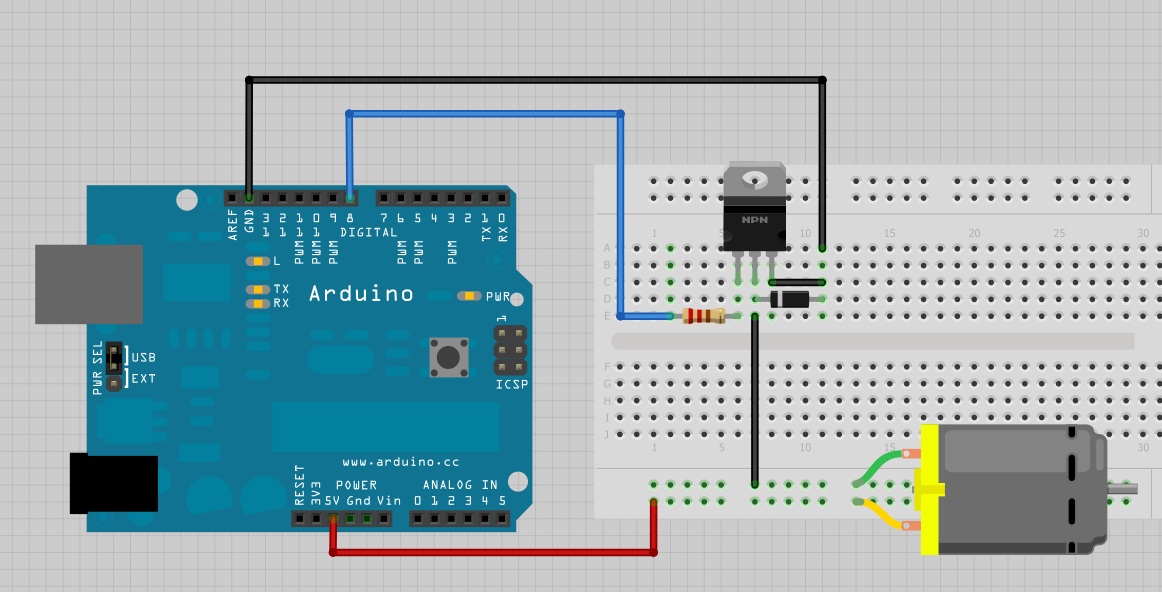 AREF
GND
13
12
11
10
9
8
7
6
5
4
3
2
1
0
PWM
PWM
PWM
PWM
PWM
PWM
TX
RX
DIGITAL
L
TX
RX
Arduino
PWR
1
ICSP
PWR SEL
USB
EXT
www.arduino.cc
RESET
3V3
POWER
5V Gnd Vin
ANALOG IN
0 1 2 3 4 5
NPN
1 5 10 15 20 30
A
B
C
D
E
F
G
H
I
J
1 5 10 15 30